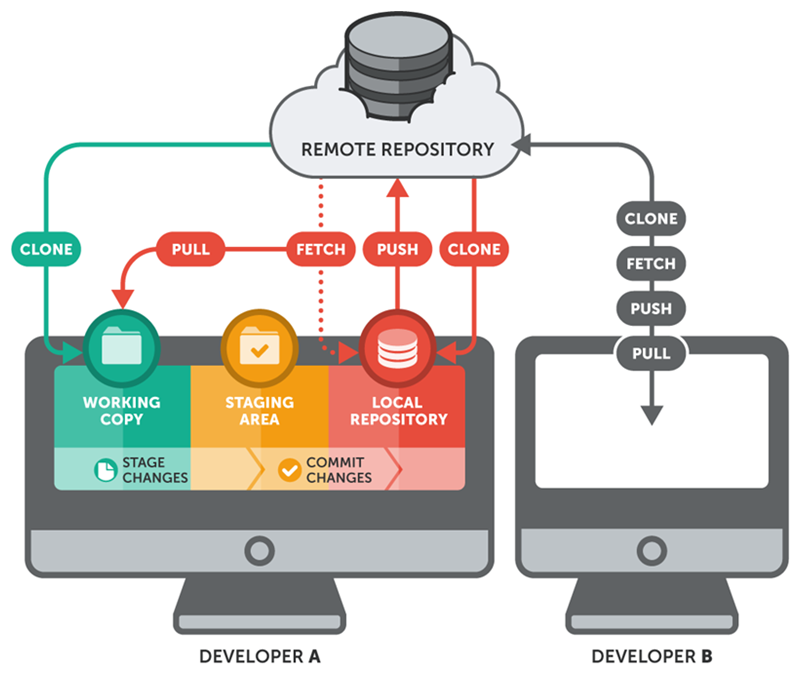 REMOTE REPOSITORY
CLONE
PULL
FETCH
PUSH
CLONE
CLONE
FETCH
PUSH
PULL
WORKING
COPY
STAGING
AREA
LOCAL
REPOSITORY
STAGE
CHANGES
COMMIT
CHANGES
DEVELOPER A
DEVELOPER B